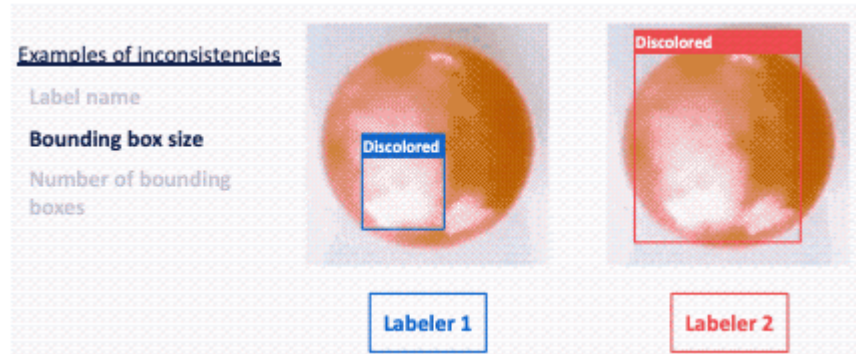 Examples of inconsistencies
Label name
Bounding box size
Number of bounding
boxes
Discolored
Discolored
Labeler 1
Labeler 2